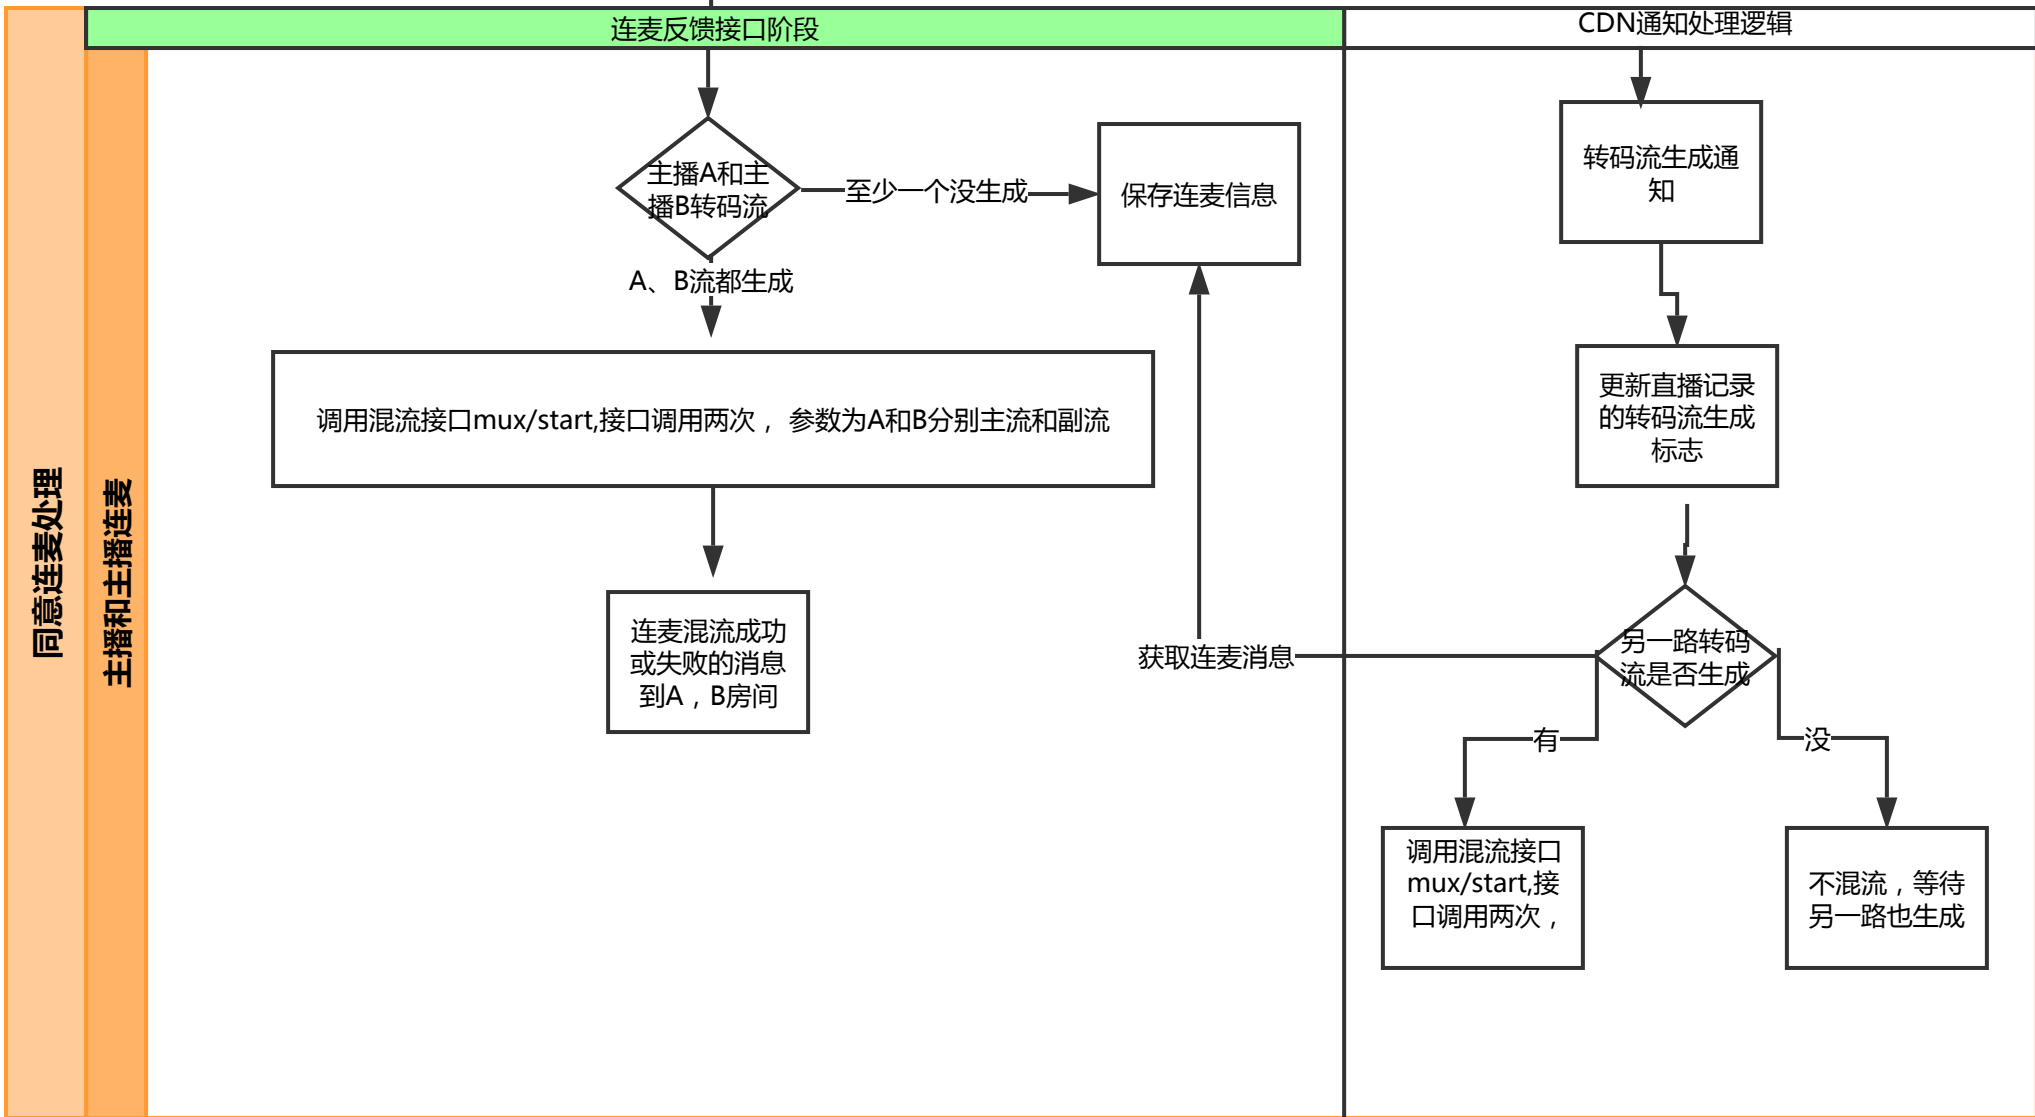 连麦反馈接口阶段
CDN通知处理逻辑
同意连麦处理
主播和主播连麦
主播A和主
播B转码流
至少一个没生成
保存连麦信息
A、B流都生成
调用混流接口mux/start,接口调用两次， 参数为A和B分别主流和副流
连麦混流成功
或失败的消息
到A，B房间
转码流生成通
知
更新直播记录
的转码流生成
标志
另一路转码
流是否生成
获取连麦消息
有
没
调用混流接口
mux/start,接
口调用两次，
不混流，等待
另一路也生成